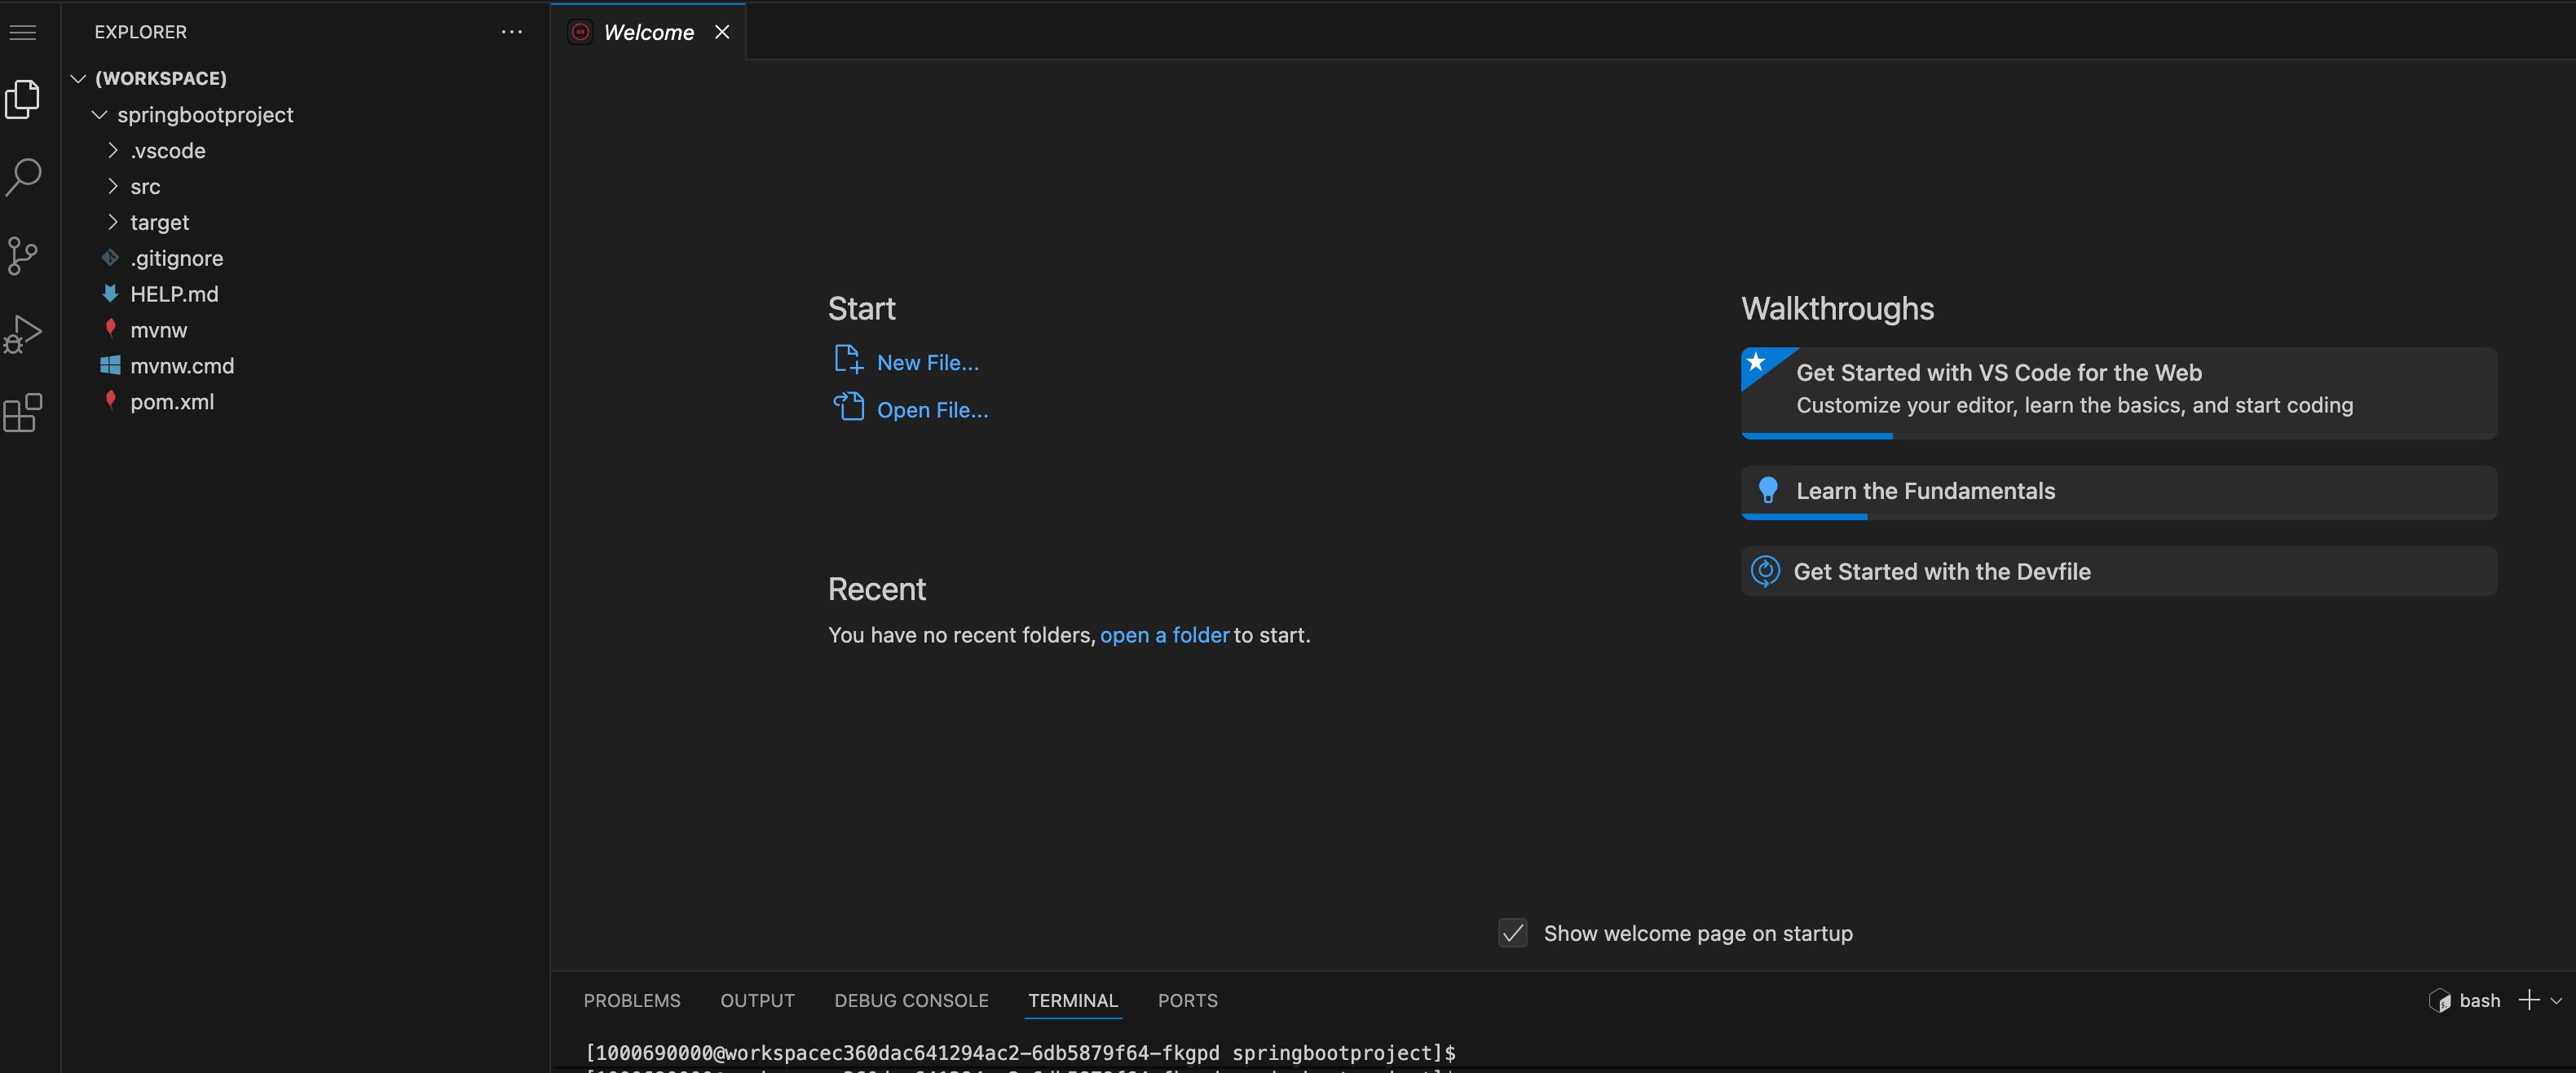 EXPLORER
Welcome
(WORKSPACE)
springbootproject
.vscode
src
target
.gitignore
HELP.md
mvnw
mvnw.cmd
pom.xml
Start
New File...
Open File...
Recent
You have no recent folders, open a folder to start.
Walkthroughs
Get Started with VS Code for the Web
Customize your editor, learn the basics, and start coding
Learn the Fundamentals
Get Started with the Devfile
Show welcome page on startup
PROBLEMS OUTPUT DEBUG CONSOLE TERMINAL PORTS
bash
[1000690000@workspacec360dac641294ac2-6db5879f64-fkgpd springbootproject]$